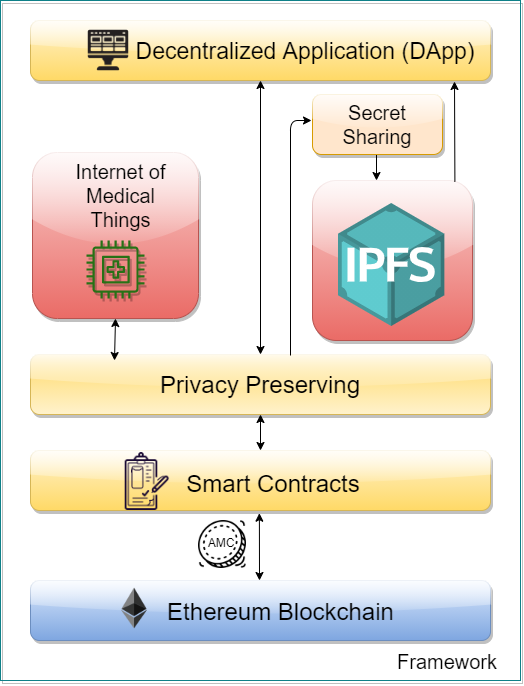 Decentralized Application (DApp)
Secret
Sharing
Internet of
Medical
Things
IPFS
Privacy Preserving
Smart Contracts
AMC
Ethereum Blockchain
Framework